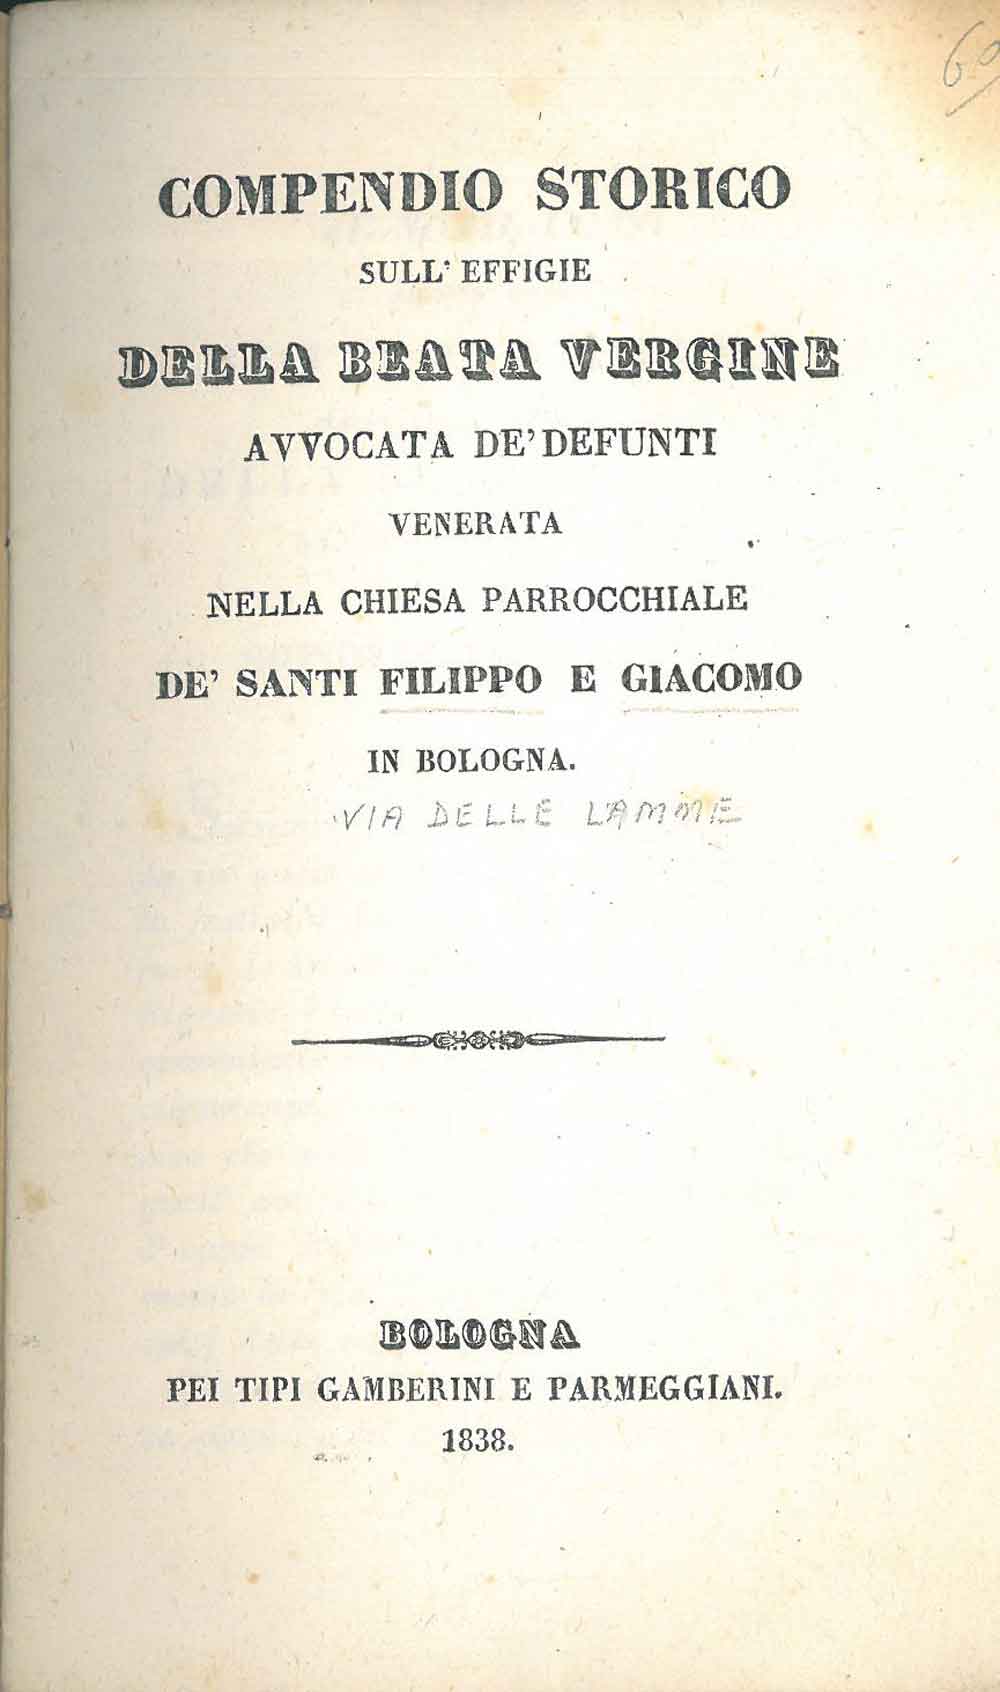 60
COMPENDIO STORICO
SULL' EFFIGIE
DELLA BEATA VERGINE
AVVOCATA DE' DEFUNTI
VENERATA
NELLA CHIESA PARROCCHIALE
DE' SANTI FILIPPO E GIACOMO
IN BOLOGNA.
VIA DELLE LAMME
BOLOGNA
PEI TIPI GAMBERINI E PARMEGGIANI.
1838.